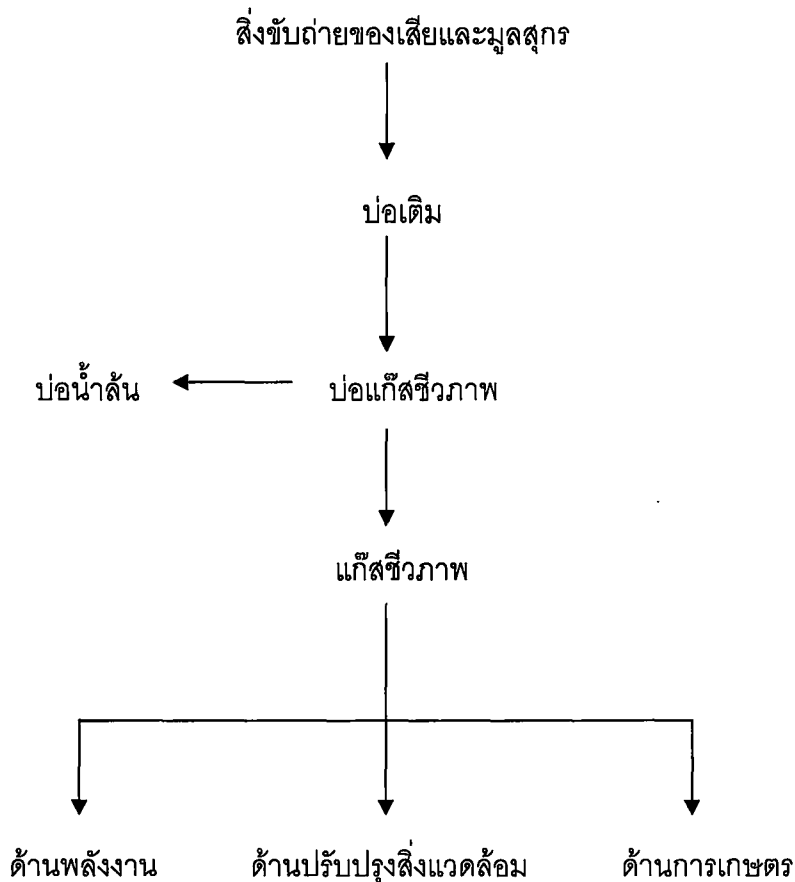 สิ่งขับถ่ายของเสียและมูลสุกร
บ่อเติม
บ่อน้ำล้น บ่อแก๊สชีวภาพ
แก๊สชีวภาพ
ด้านพลังงาน ด้านปรับปรุงสิ่งแวดล้อม ด้านการเกษตร